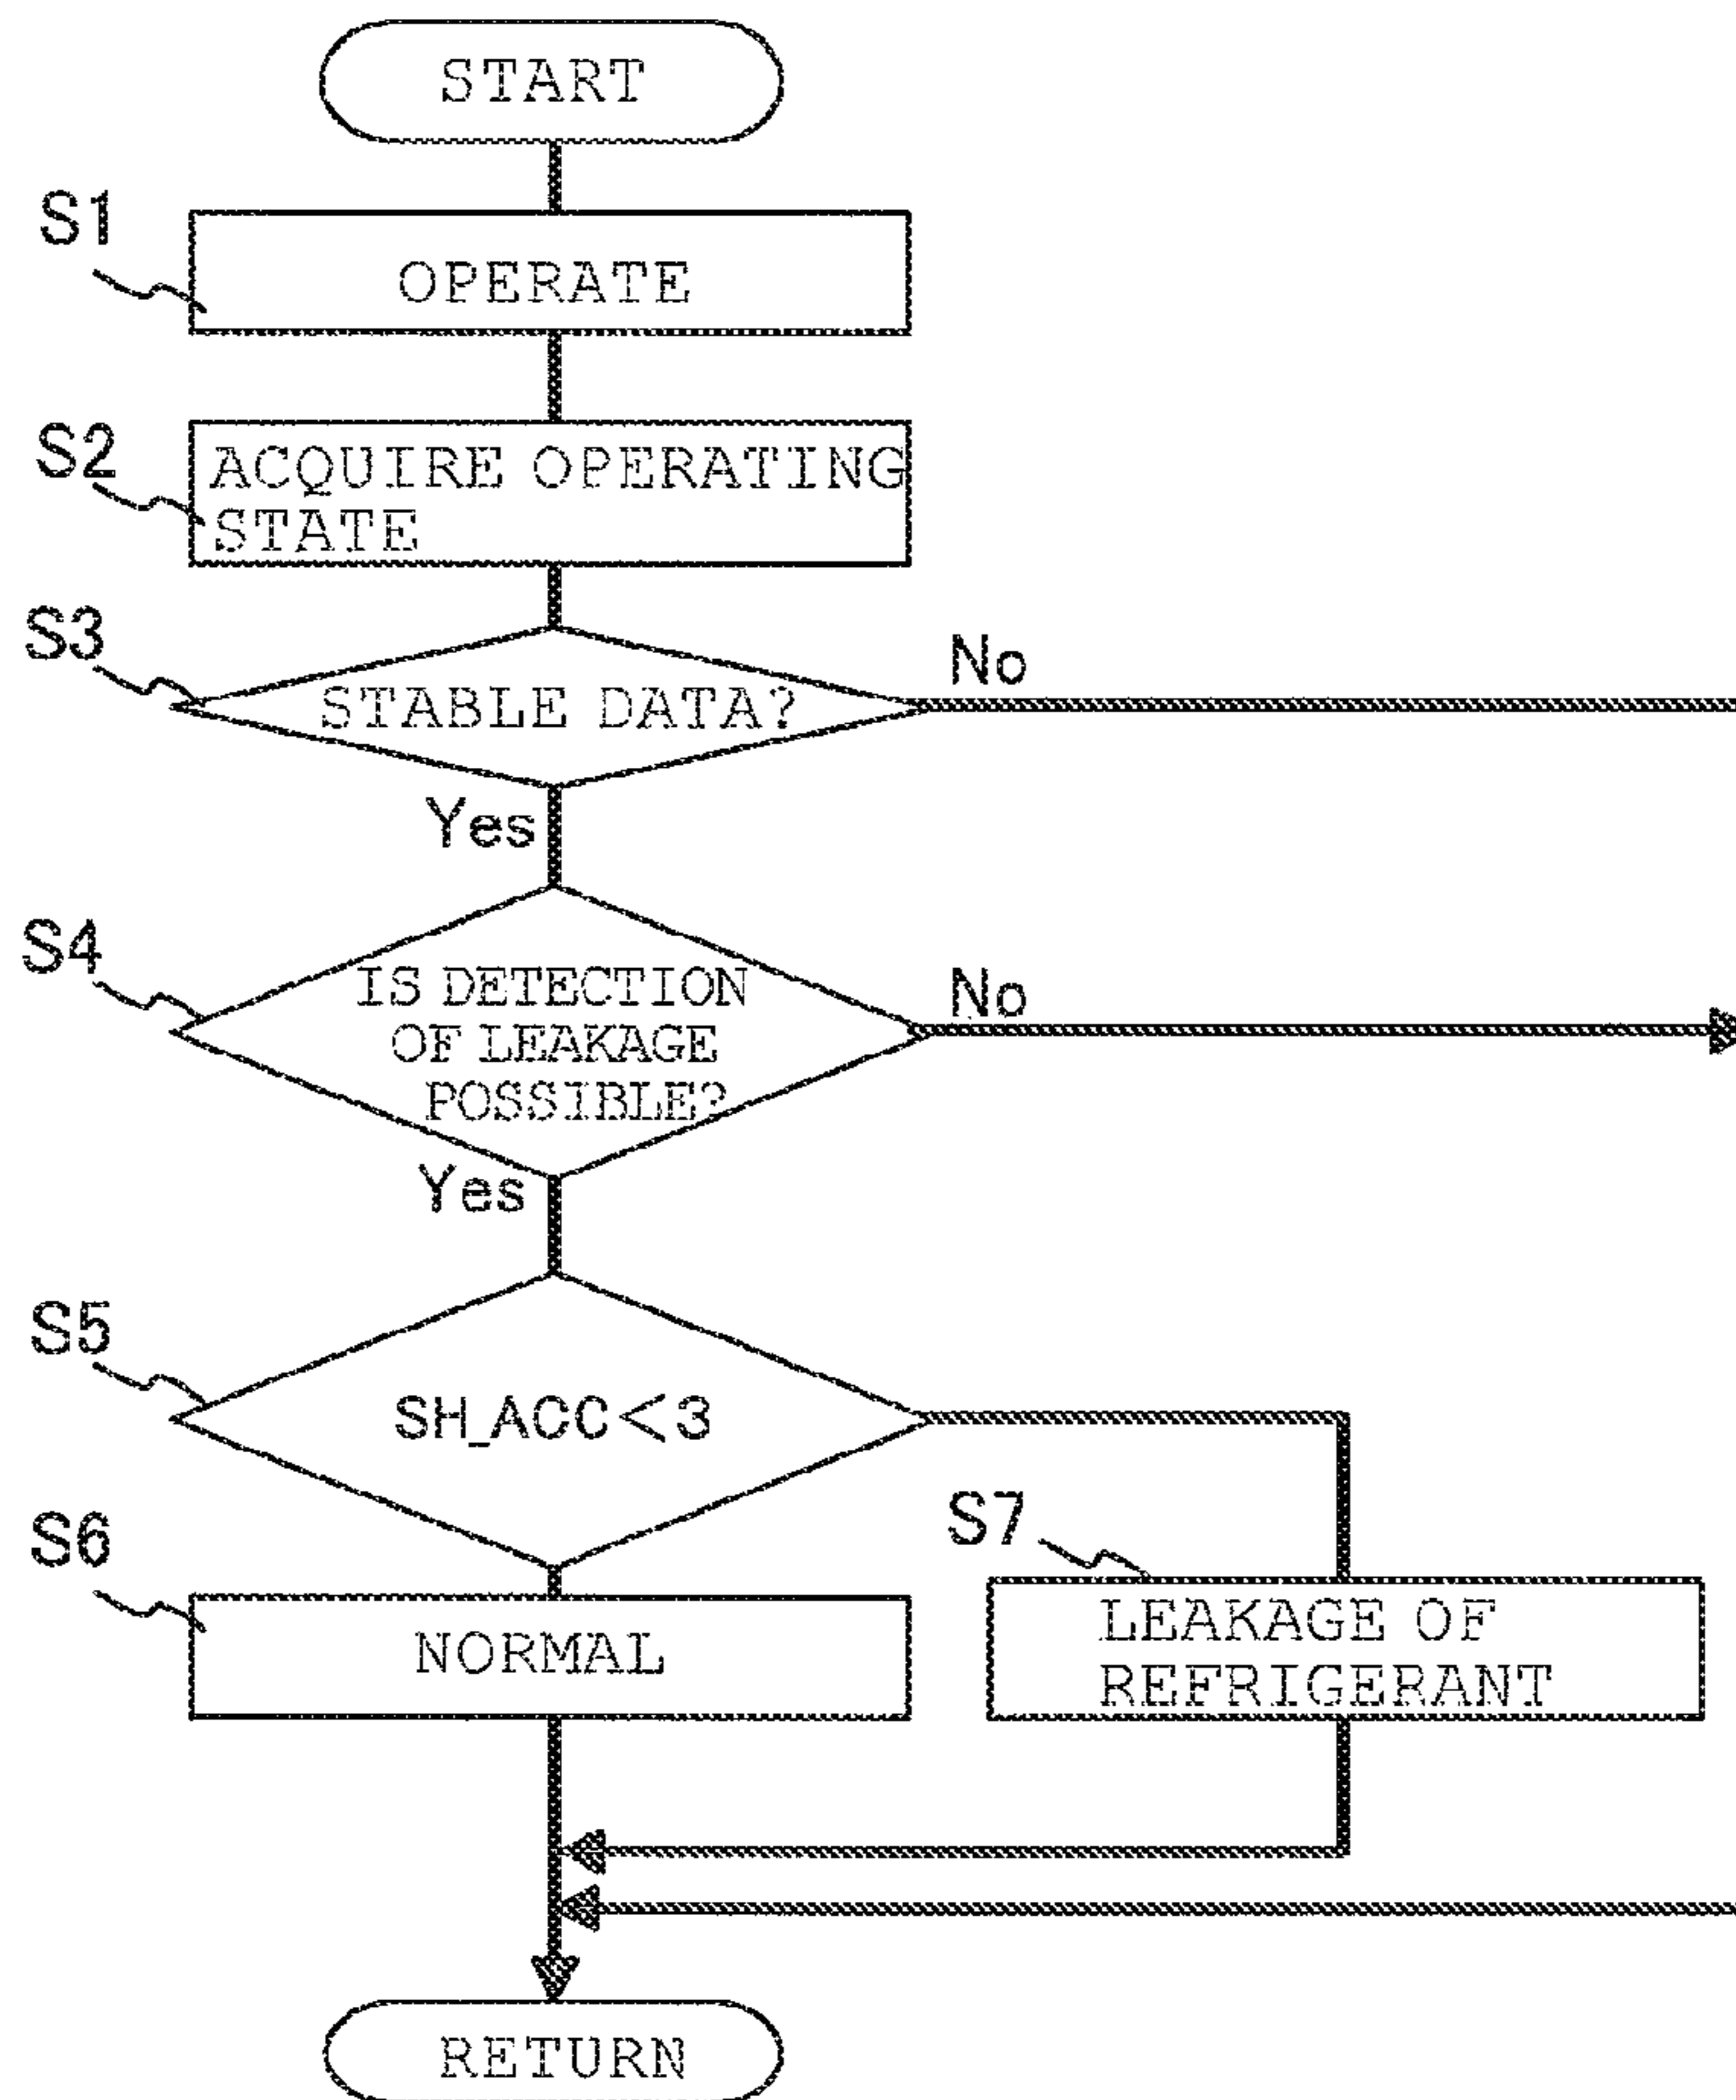 START
S1
OPERATE
S2
ACQUIRE OPERATING
STATE
S3
STABLE DATA?
No
Yes
S4
IS DETECTION
OF LEAKAGE
POSSIBLE?
No
Yes
S5
SH_ACC<3
S6
NORMAL
S7
LEAKAGE OF
REFRIGERANT
RETURN